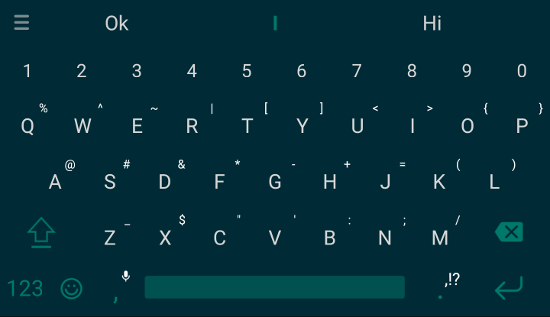 Ok I Hi
1 2 3 4 5 6 7 8 9 0
% ^ ~ | [ ] < > { }
Q W E R T Y U I O P
@ # & * - + = ( )
A S D F G H J K L
_ $ " ' : ; /
Z X C V B N M
,!?
123 , .